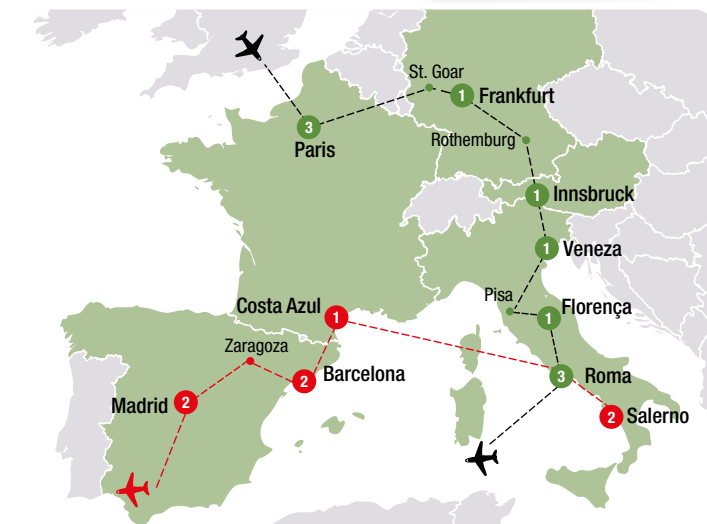 St. Goar
1 Frankfurt
3
Paris
Rothemburg
1 Innsbruck
1 Veneza
Pisa
Florença
1
Costa Azul 1
Zaragoza
2 Barcelona
3 Roma
Madrid 2
2 Salerno